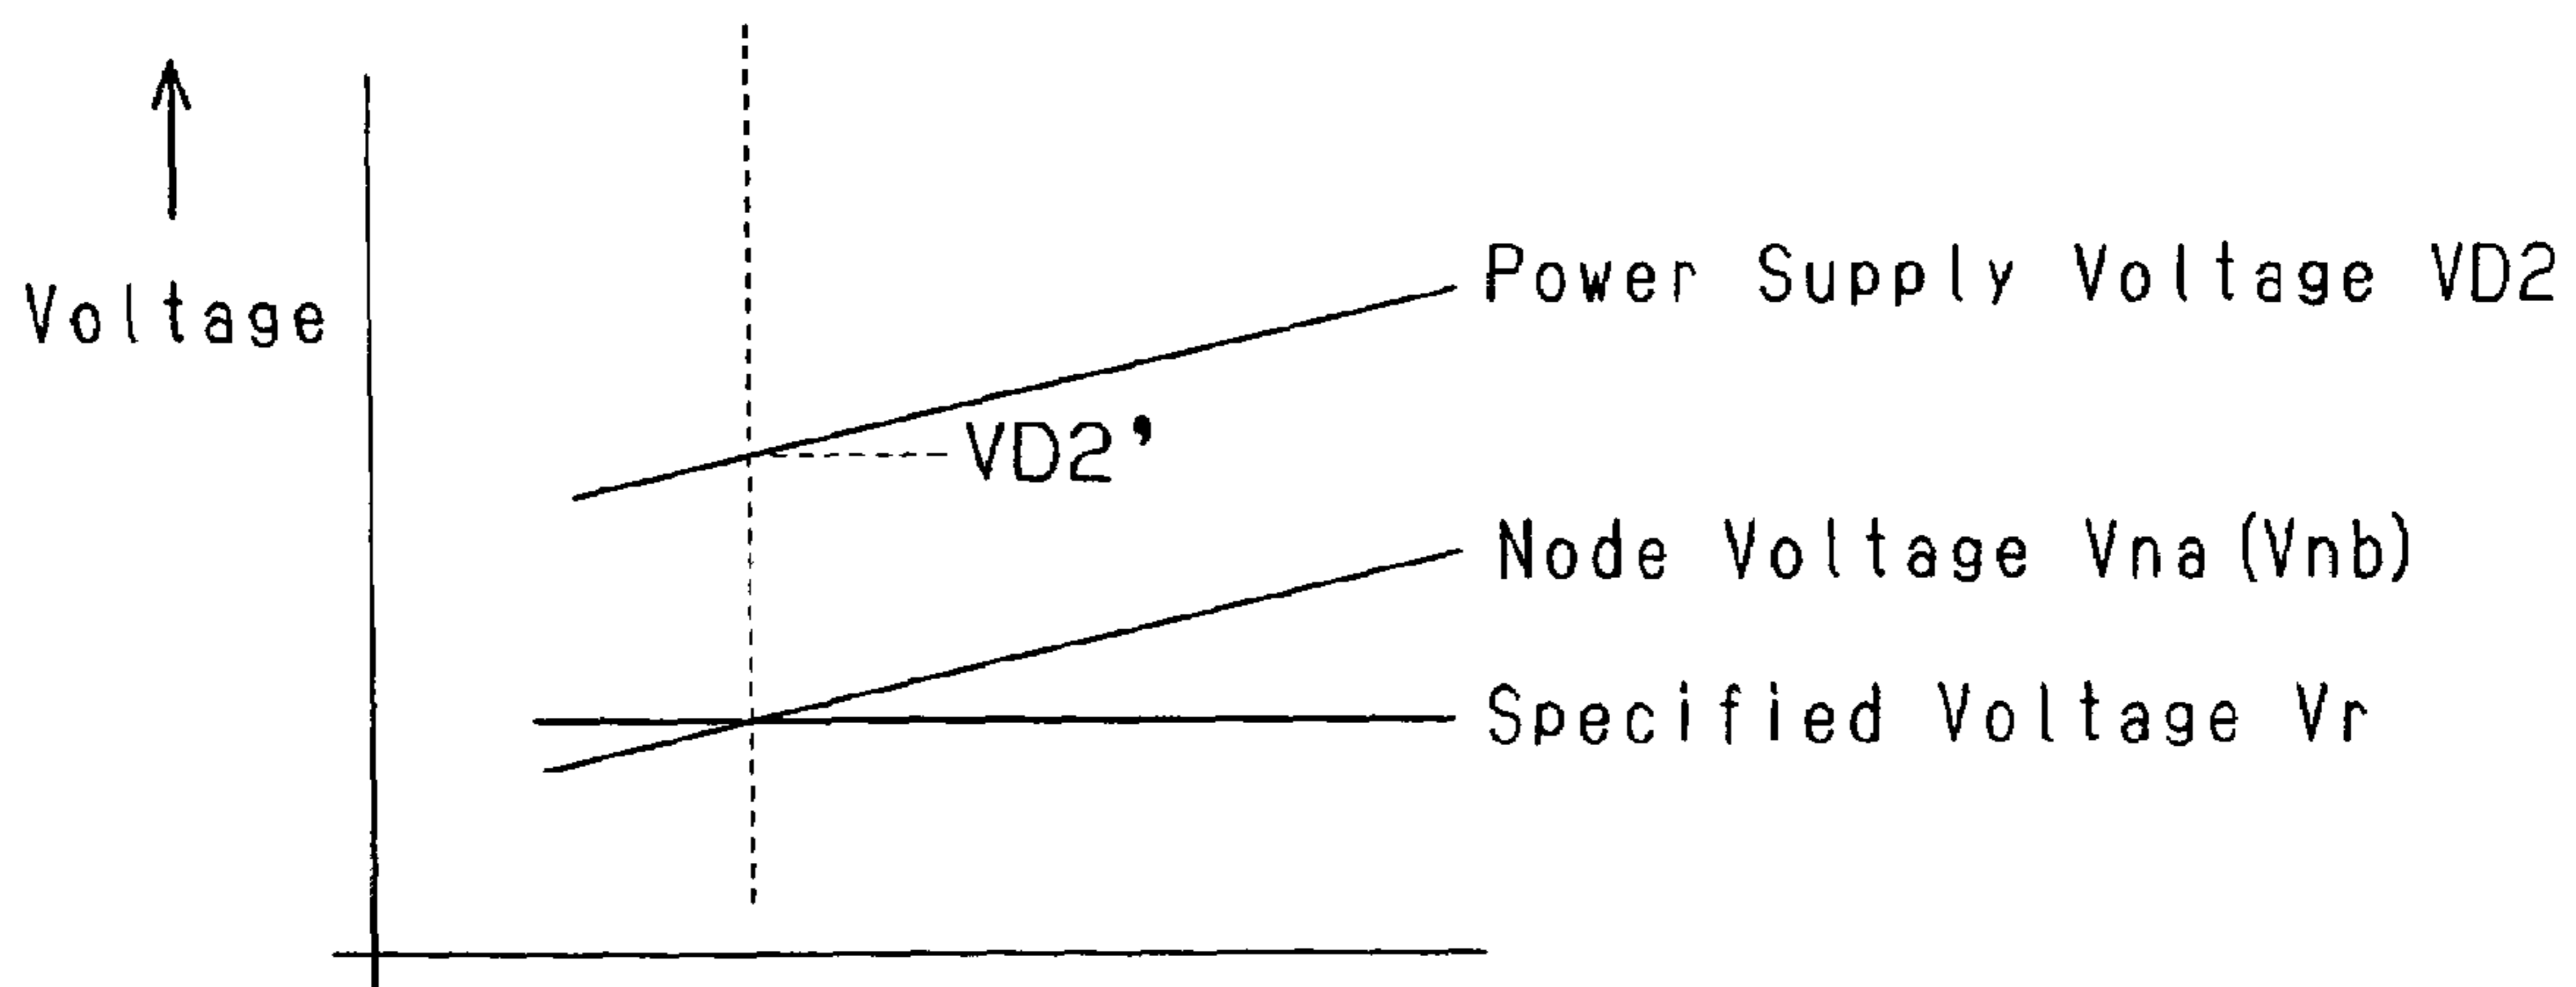 Voltage
Power Supply Voltage VD2
VD2'
Node Voltage Vna (Vnb)
Specified Voltage Vr